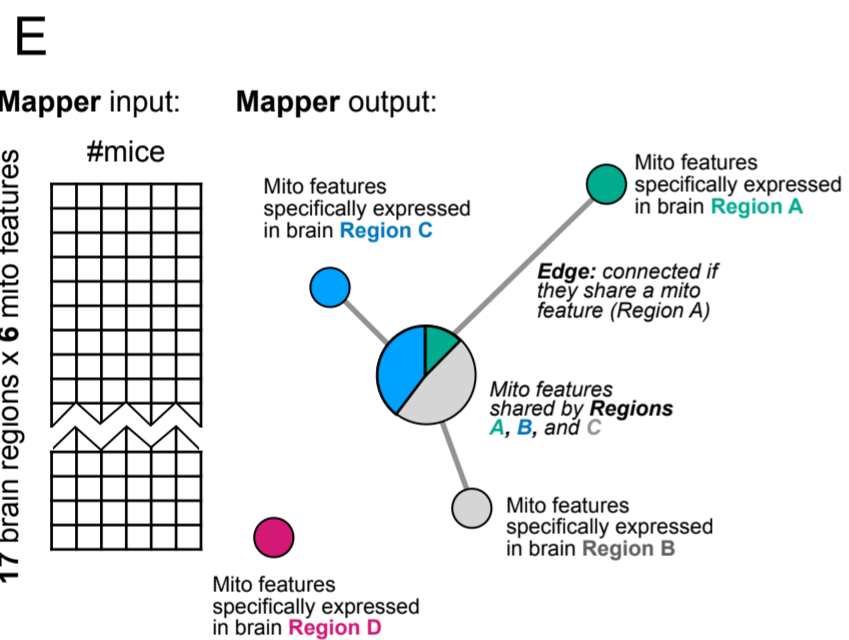 E
Mapper input:
Mapper output:
#mice
17 brain regions x 6 mito features
Mito features
specifically expressed
in brain Region C
Mito features
specifically expressed
in brain Region A
Edge: connected if
they share a mito
feature (Region A)
Mito features
shared by Regions
A, B, and C
Mito features
specifically expressed
in brain Region B
Mito features
specifically expressed
in brain Region D